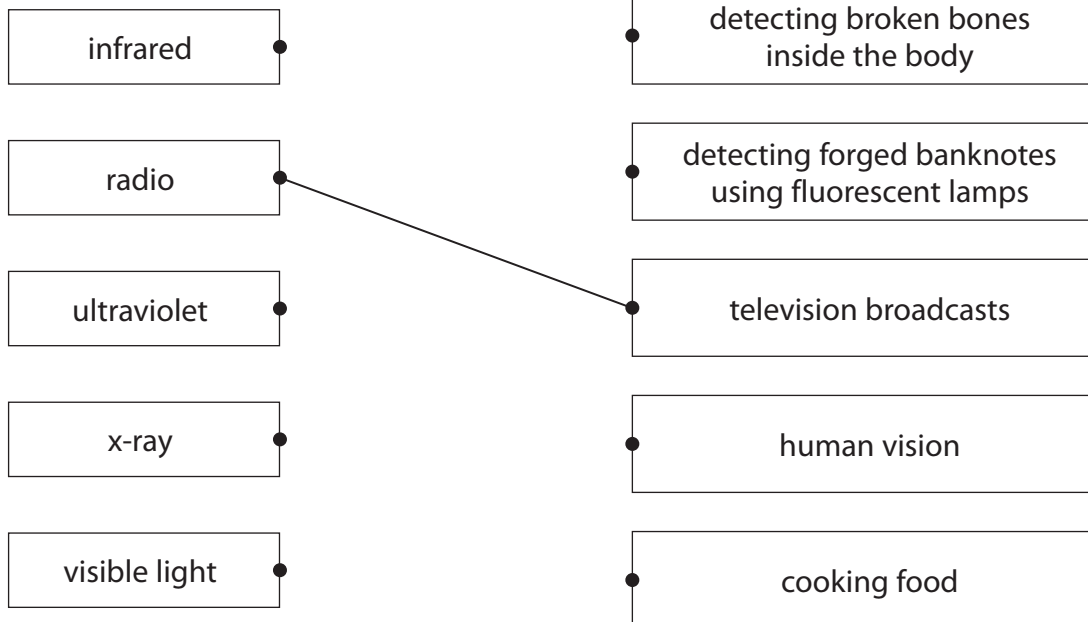 infrared
radio
ultraviolet
x-ray
visible light
detecting broken bones
inside the body
detecting forged banknotes
using fluorescent lamps
television broadcasts
human vision
cooking food